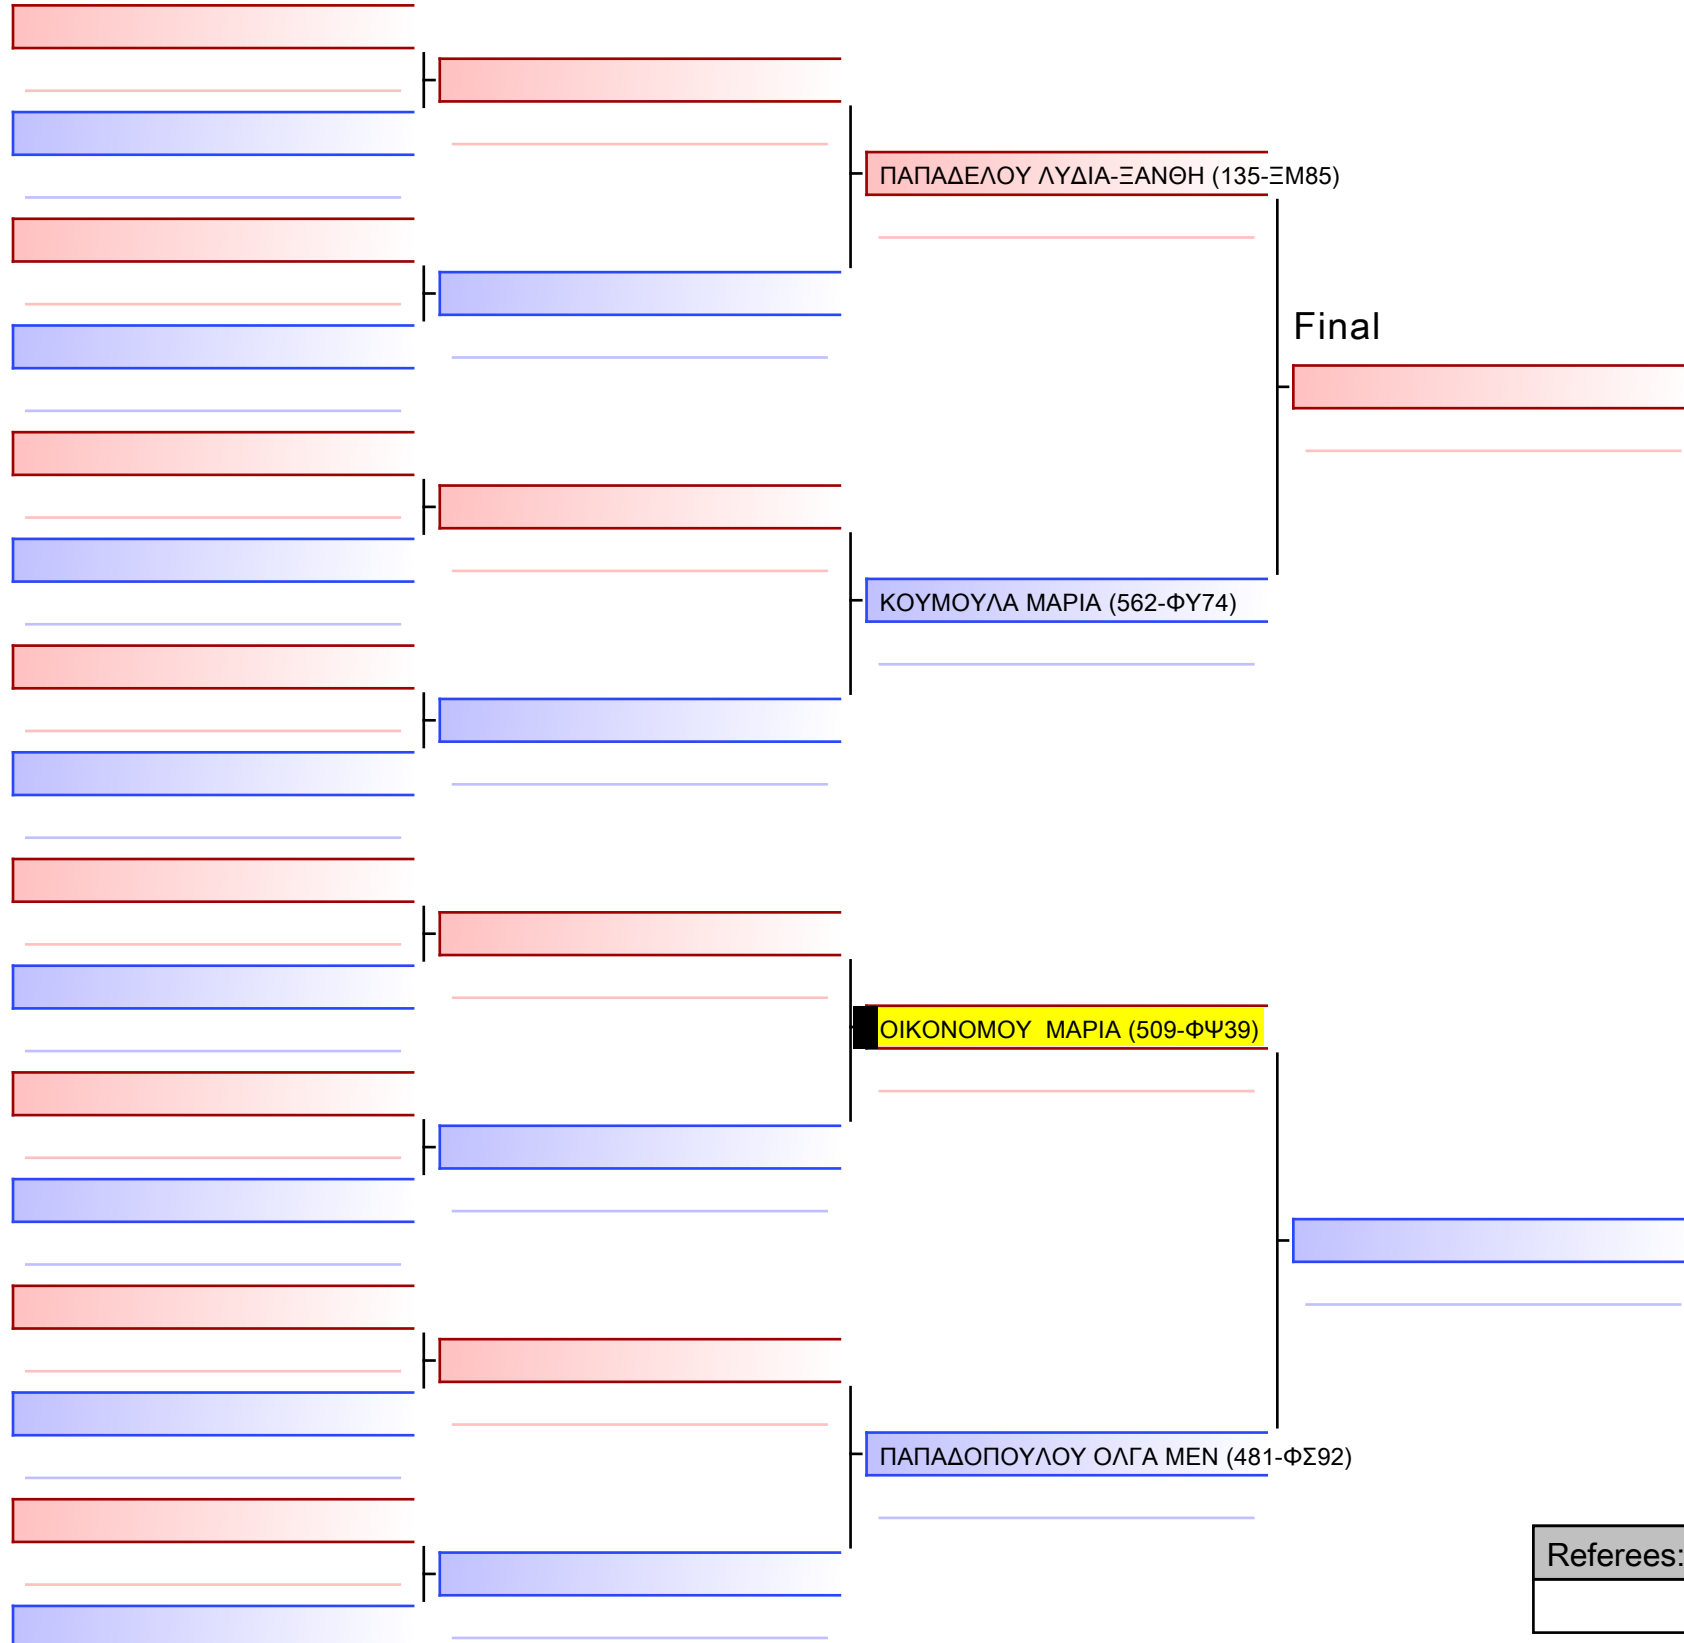 ΠΑΠΑΔΕΛΟΥ ΛΥΔΙΑ-ΞΑΝΘΗ (135-ΞΜ85)
Final
ΚΟΥΜΟΥΛΑ ΜΑΡΙΑ (562-ΦΥ74)
ΟΙΚΟΝΟΜΟΥ  ΜΑΡΙΑ (509-ΦΨ39)
ΠΑΠΑΔΟΠΟΥΛΟΥ ΟΛΓΑ ΜΕΝ (481-ΦΣ92)
Referees: